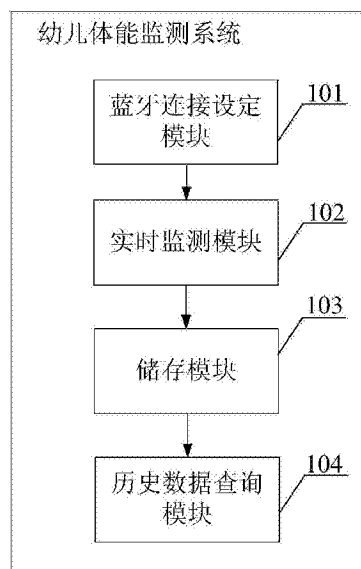 幼儿体能监测系统
蓝牙连接设定
模块
101
实时监测模块
102
储存模块
103
历史数据查询
模块
104